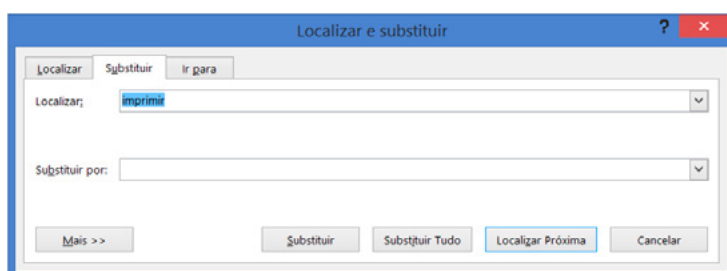 Localizar e substituir ?
Localizar Substituir Ir para
Localizar: imprimir
Substituir por:
Mais >> Substituir Substituir Tudo Localizar Próxima Cancelar